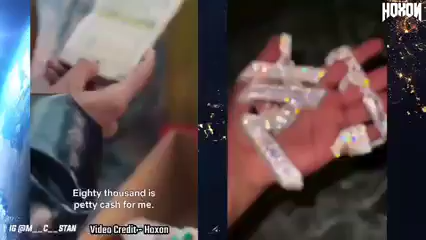 HOXON
Eighty thousand is
petty cash for me.
IG @M__C__STAN
Video Credit:- Hoxon